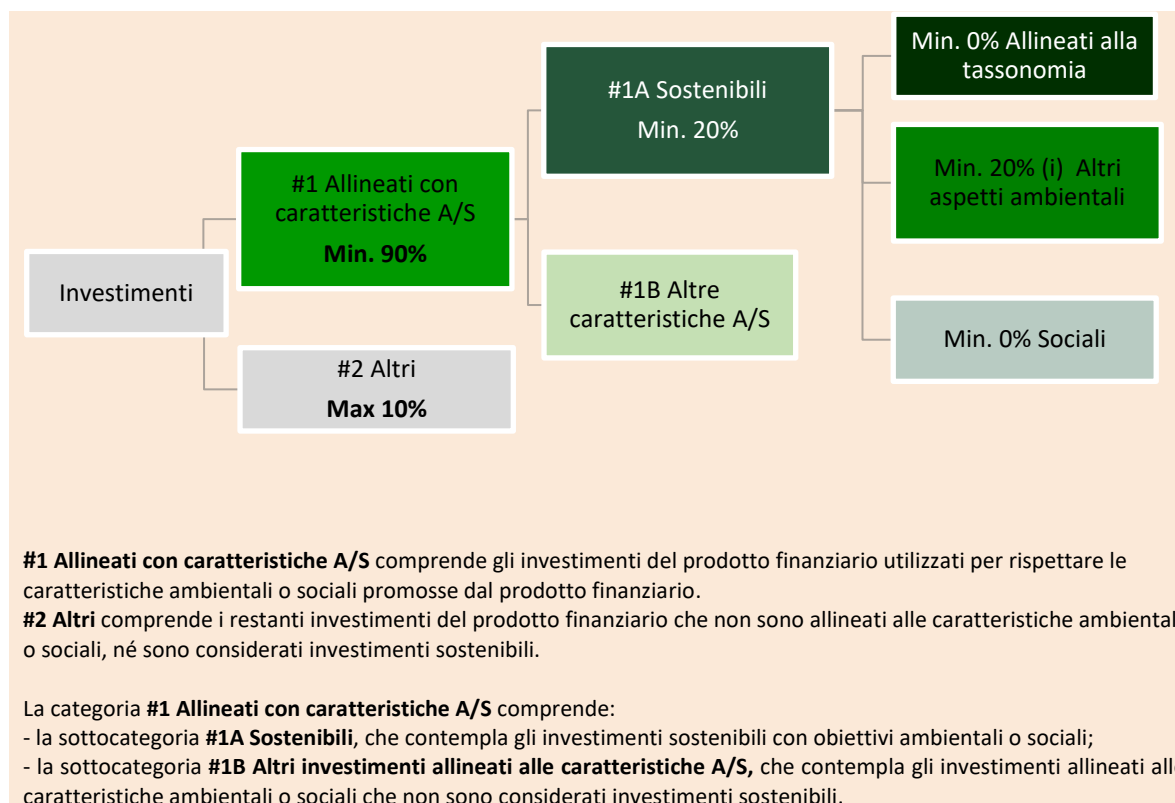 Investimenti
#1 Allineati con
caratteristiche A/S
Min. 90%
#2 Altri
Max 10%
#1A Sostenibili
Min. 20%
#1B Altre
caratteristiche A/S
Min. 0% Allineati alla
tassonomia
Min. 20% (i) Altri
aspetti ambientali
Min. 0% Sociali
#1 Allineati con caratteristiche A/S comprende gli investimenti del prodotto finanziario utilizzati per rispettare le
caratteristiche ambientali o sociali promosse dal prodotto finanziario.
#2 Altri comprende i restanti investimenti del prodotto finanziario che non sono allineati alle caratteristiche ambental
o sociali, né sono considerati investimenti sostenibili.
La categoria #1 Allineati con caratteristiche A/S comprende:
- la sottocategoria #1A Sostenibili, che contempla gli investimenti sostenibili con obiettivi ambientali o sociali;
- la sottocategoria #1B Altri investimenti allineati alle caratteristiche A/S, che contempla gli investimenti allineati all
caratteristiche ambientali o sociali che non sono considerati investimenti sostenibili.